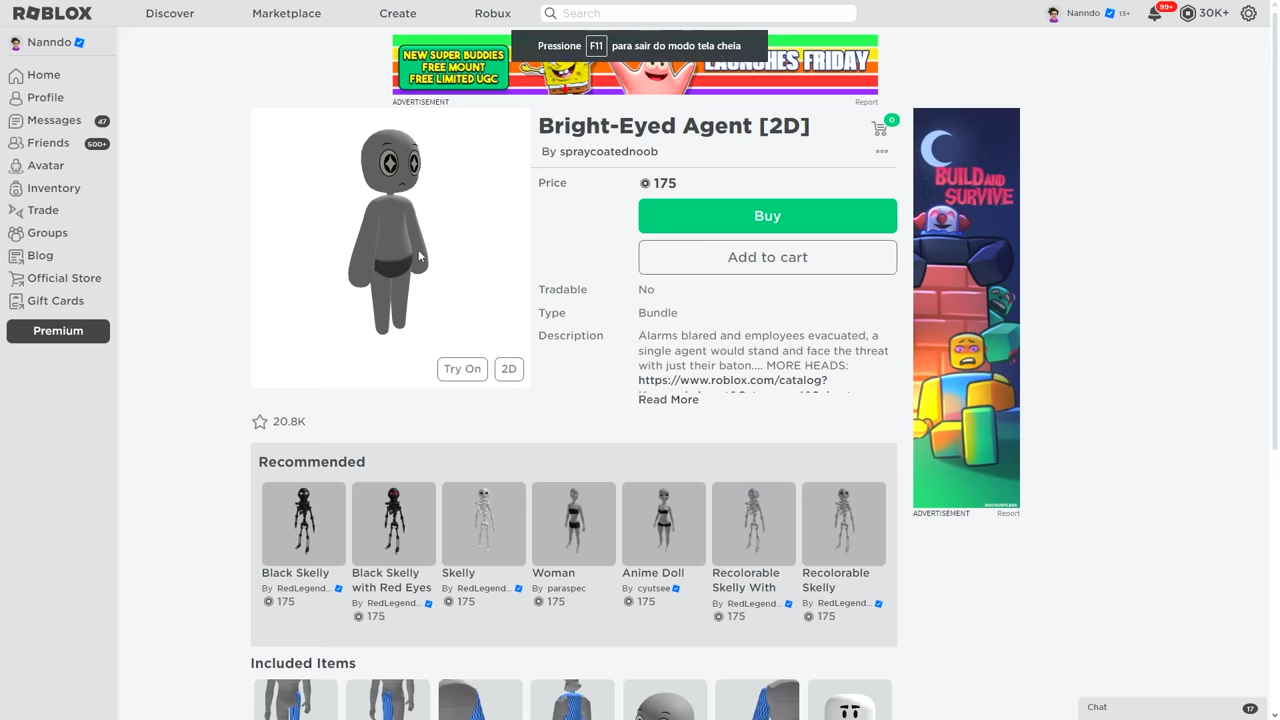 ROBLOX
Discover
Marketplace
Create
Robux
Search
Nanndo
13+
99+
30K+
Nanndo
Home
Profile
Messages
47
Friends
500+
Avatar
Inventory
Trade
Groups
Blog
Official Store
Gift Cards
Premium
Pressione F11 para sair do modo tela cheia
NEW SUPER BUDDIES
FREE MOUNT
FREE LIMITED UGC
LAUNCHES FRIDAY
ADVERTISEMENT
Report
Bright-Eyed Agent [2D]
0
By spraycoatednoob
Price
175
Buy
Add to cart
Tradable
No
Type
Bundle
Description
Alarms blared and employees evacuated, a
single agent would stand and face the threat
with just their baton.... MORE HEADS:
https://www.roblox.com/catalog?
Read More
Try On
2D
20.8K
BUILD AND
SURVIVE
ADVERTISEMENT
Report
Recommended
Black Skelly
By RedLegend...
175
Black Skelly
with Red Eyes
By RedLegend...
175
Skelly
By RedLegend...
175
Woman
By paraspec
175
Anime Doll
By cyutsee
175
Recolorable
Skelly With
By RedLegend...
175
Recolorable
Skelly
By RedLegend...
175
Included Items
Chat
17